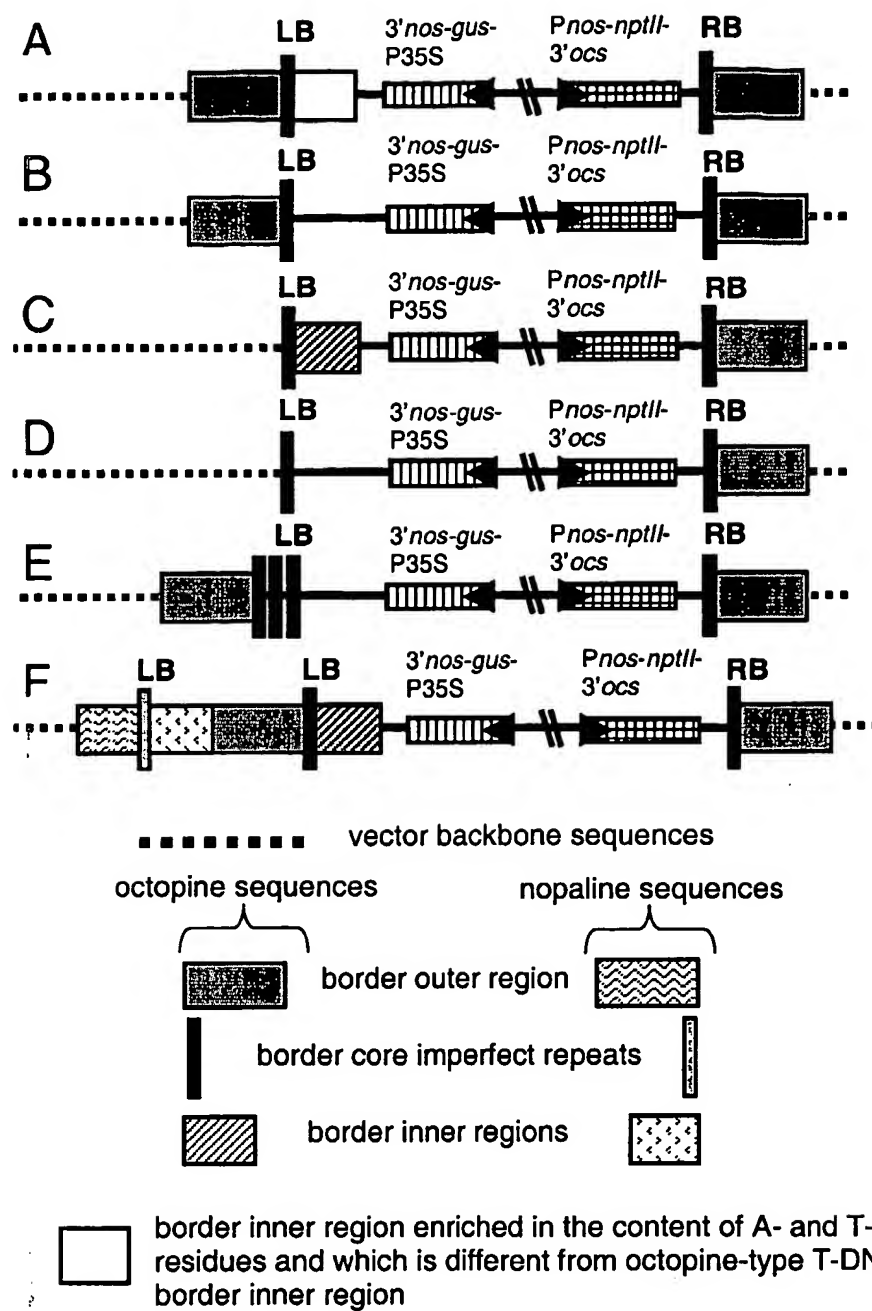 A
LB
3'nos-gus-
P35S
Pnos-nptII-
3'ocs
RB
B
LB
3'nos-gus-
P35S
Pnos-nptII-
3'ocs
RB
C
LB
3'nos-gus-
P35S
Pnos-nptII-
3'ocs
RB
D
LB
3'nos-gus-
P35S
Pnos-nptII-
3'ocs
RB
E
LB
3'nos-gus-
P35S
Pnos-nptII-
3'ocs
RB
F
LB
LB
3'nos-gus-
P35S
Pnos-nptII-
3'ocs
RB
vector backbone sequences
octopine sequences
nopaline sequences
border outer region
border core imperfect repeats
border inner regions
border inner region enriched in the content of A- and T-
residues and which is different from octopine-type T-DN
border inner region